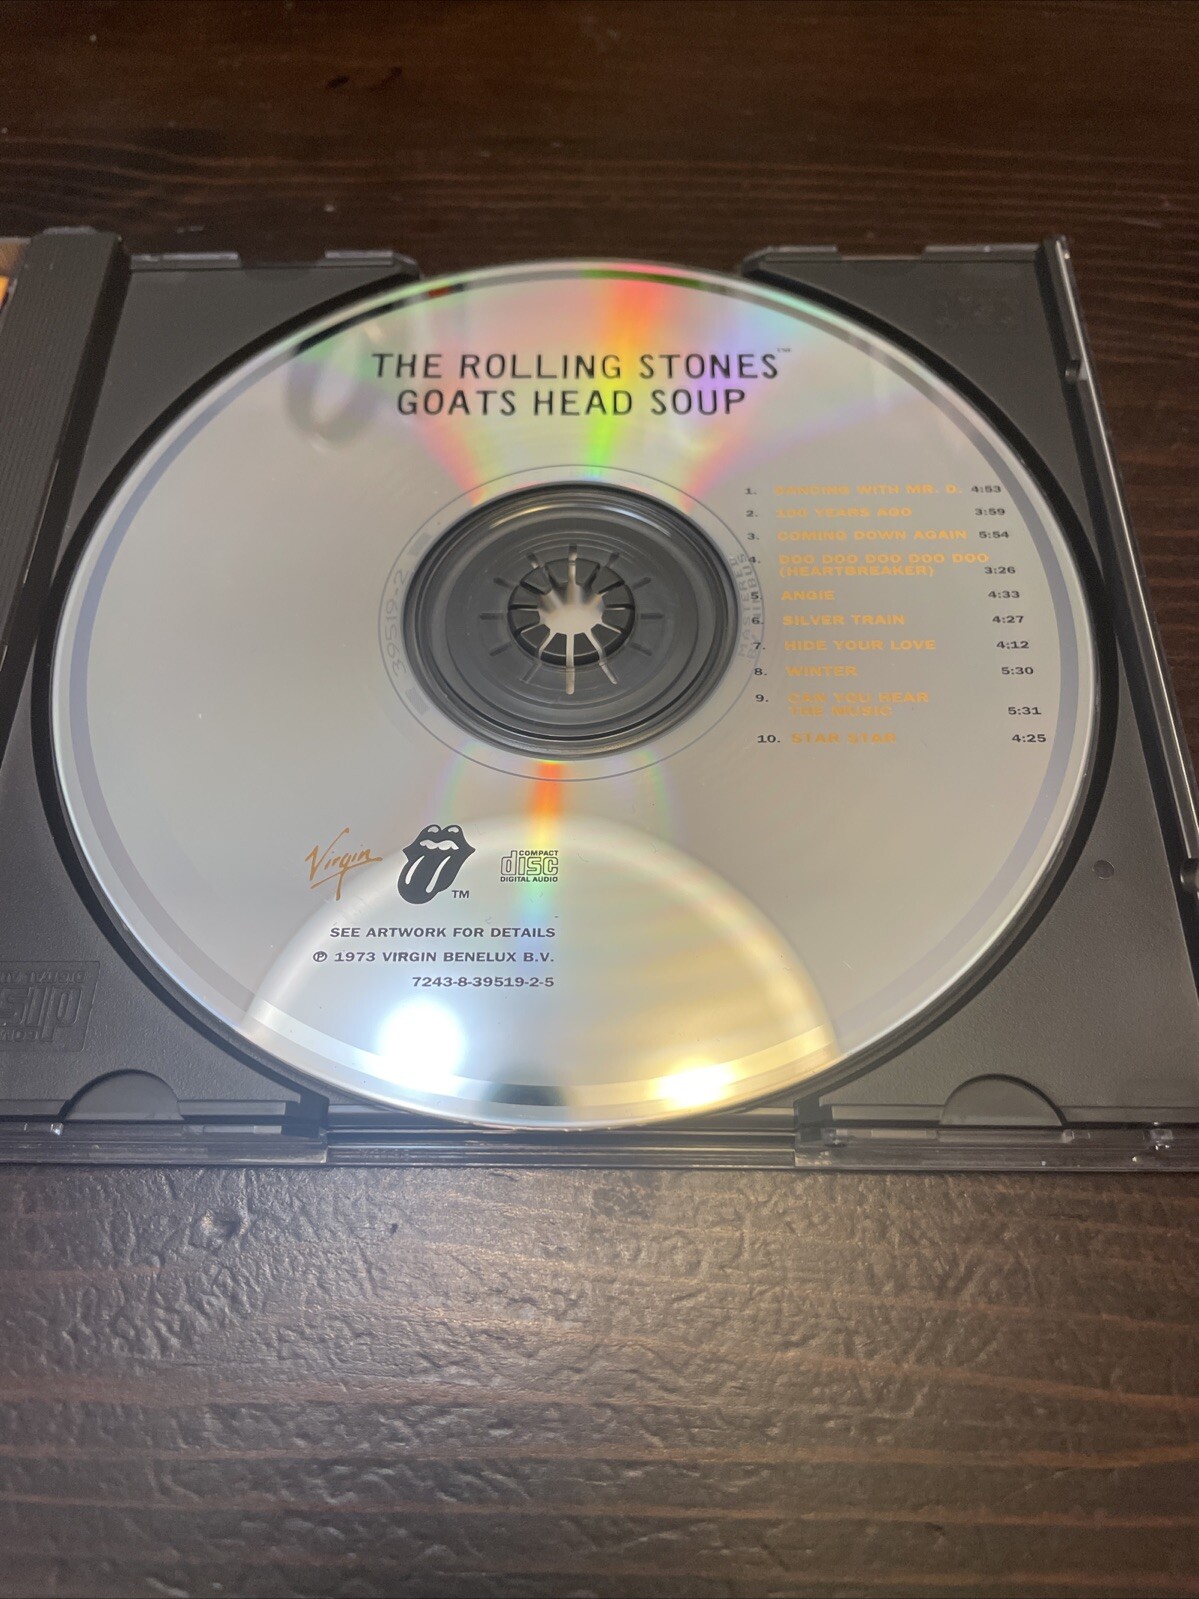 THE ROLLING STONES™
GOATS HEAD SOUP
1. DANCING WITH MR. D. 4:53
2. 100 YEARS AGO 3:59
3. COMING DOWN AGAIN 5:54
4. DOO DOO DOO DOO DOO
(HEARTBREAKER) 3:26
5. ANGIE 4:33
6. SILVER TRAIN 4:27
7. HIDE YOUR LOVE 4:12
8. WINTER 5:30
9. CAN YOU HEAR
THE MUSIC 5:31
10. STAR STAR 4:25
39519-2
MASTERED
Virgin
TM
COMPACT
disc
DIGITAL AUDIO
SEE ARTWORK FOR DETAILS
℗ 1973 VIRGIN BENELUX B.V.
7243-8-39519-2-5